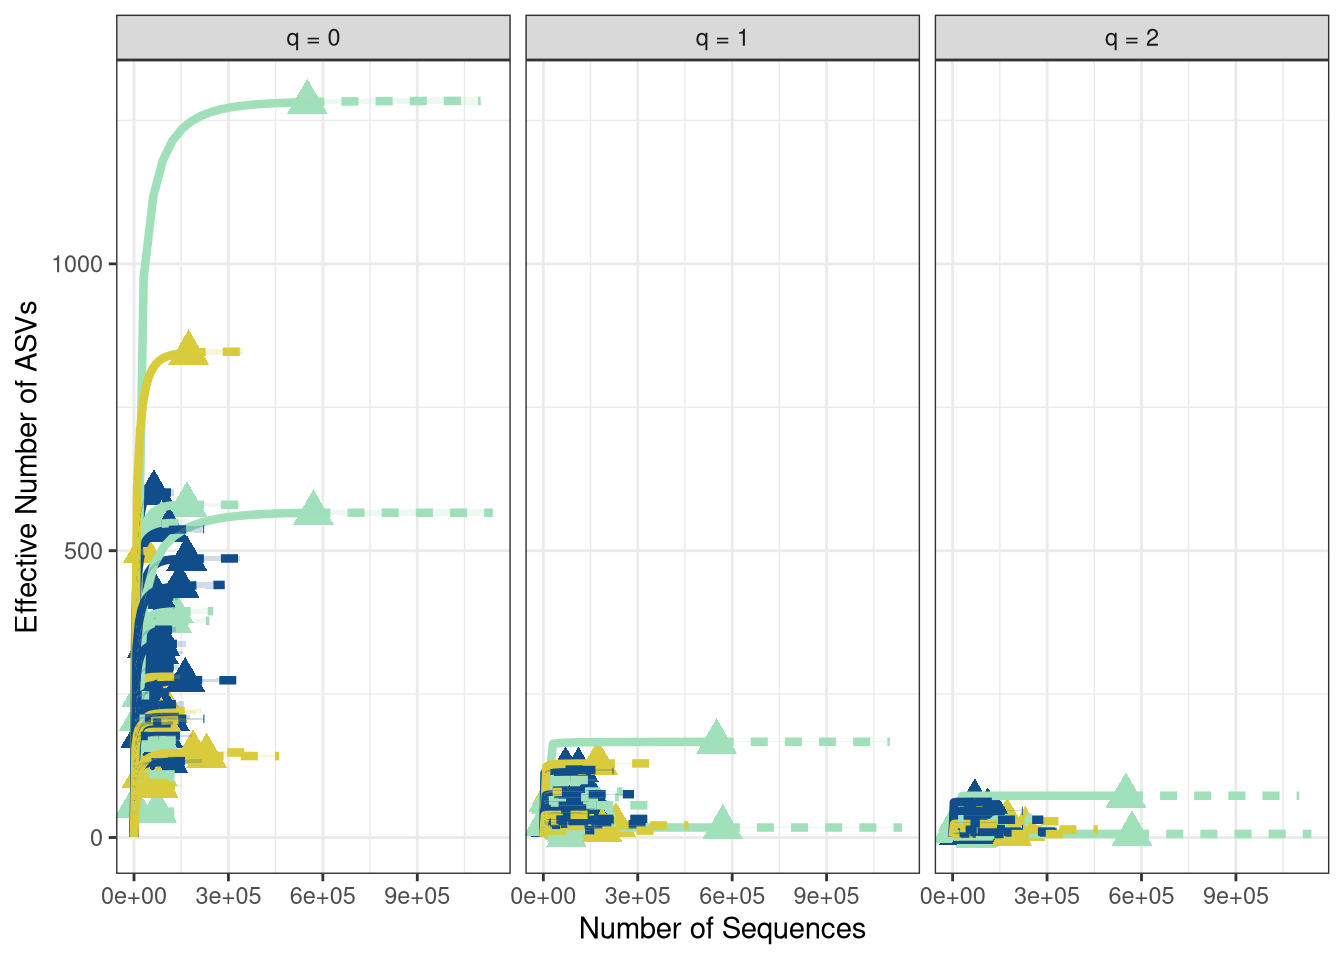 q = 0
q = 1
q = 2
Effective Number of ASVs
1000
500
0
0e+00 3e+05 6e+05 9e+05
0e+00 3e+05 6e+05 9e+05
0e+00 3e+05 6e+05 9e+05
Number of Sequences